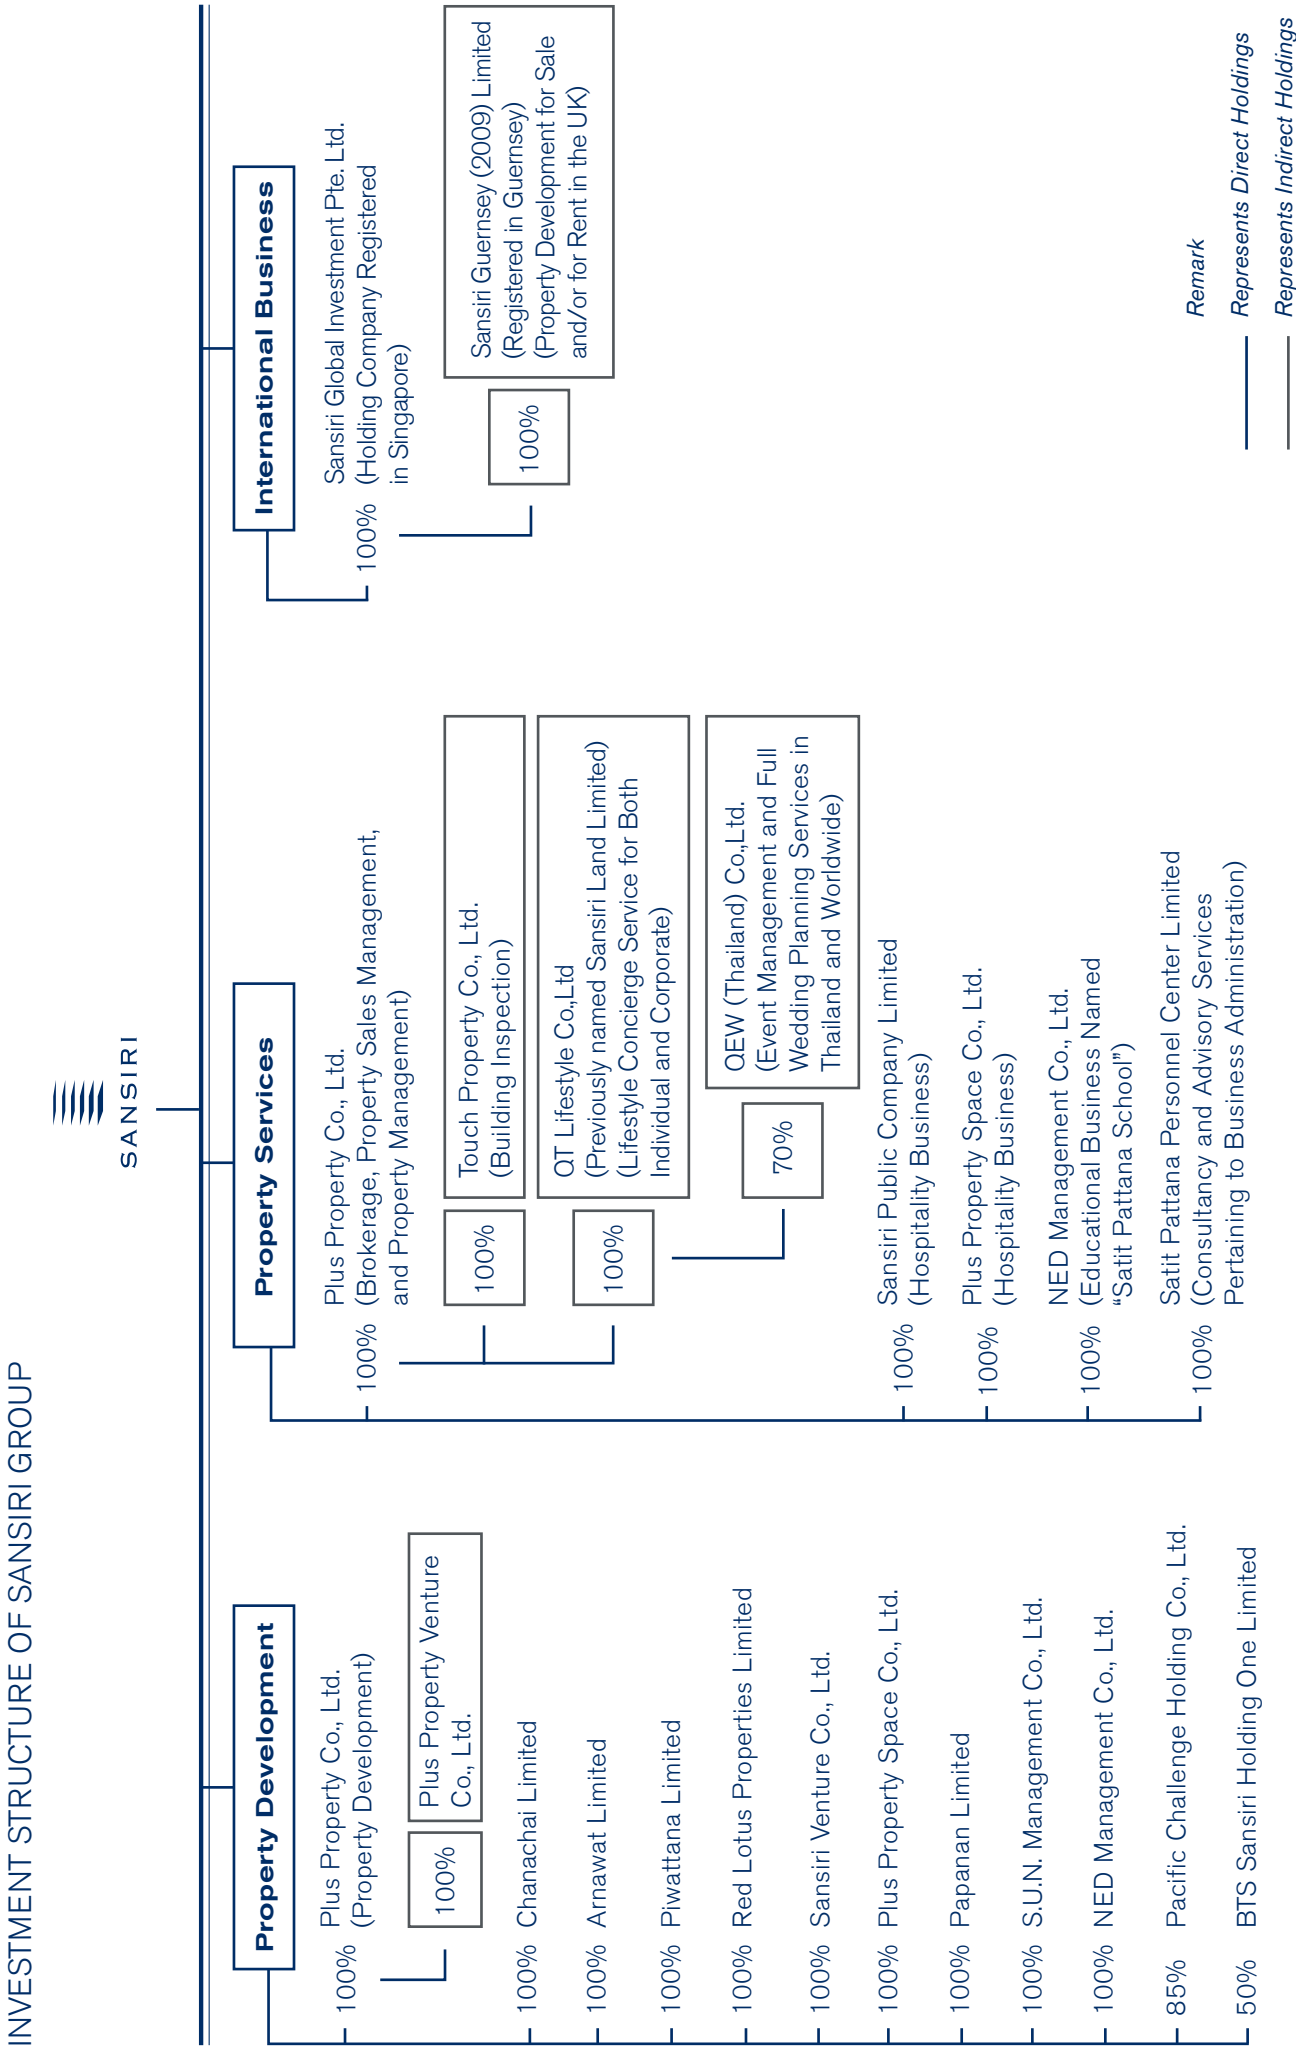 INVESTMENT STRUCTURE OF SANSIRI GROUP
SANSIRI
Property Development
100%
Plus Property Co., Ltd.
(Property Development)
100%
Plus Property Venture
Co., Ltd.
100% Chanachai Limited
100% Arnawat Limited
100% Piwattana Limited
100% Red Lotus Properties Limited
100% Sansiri Venture Co., Ltd.
100% Plus Property Space Co., Ltd.
100% Papanan Limited
100% S.U.N. Management Co., Ltd.
100% NED Management Co., Ltd.
85% Pacific Challenge Holding Co., Ltd.
50% BTS Sansiri Holding One Limited
Property Services
100%
Plus Property Co., Ltd.
(Brokerage, Property Sales Management,
and Property Management)
100%
Touch Property Co., Ltd.
(Building Inspection)
100%
QT Lifestyle Co.,Ltd
(Previously named Sansiri Land Limited)
(Lifestyle Concierge Service for Both
Individual and Corporate)
70%
QEW (Thailand) Co.,Ltd.
(Event Management and Full
Wedding Planning Services in
Thailand and Worldwide)
100%
Sansiri Public Company Limited
(Hospitality Business)
100%
Plus Property Space Co., Ltd.
(Hospitality Business)
100%
NED Management Co., Ltd.
(Educational Business Named
“Satit Pattana School”)
100%
Satit Pattana Personnel Center Limited
(Consultancy and Advisory Services
Pertaining to Business Administration)
International Business
100%
Sansiri Global Investment Pte. Ltd.
(Holding Company Registered
in Singapore)
100%
Sansiri Guernsey (2009) Limited
(Registered in Guernsey)
(Property Development for Sale
and/or for Rent in the UK)
Remark
Represents Direct Holdings
Represents Indirect Holdings